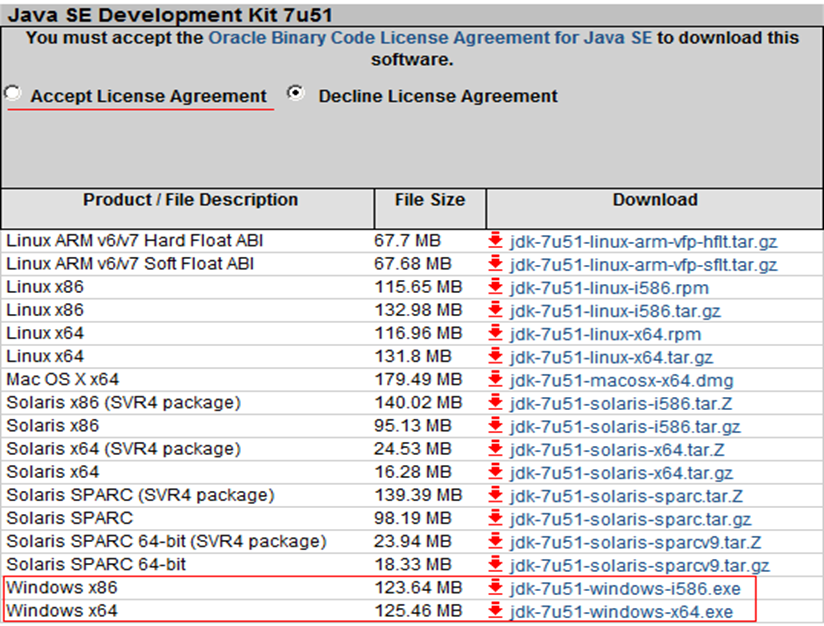 Java SE Development Kit 7u51
You must accept the Oracle Binary Code License Agreement for Java SE to download this
software.
Accept License Agreement Decline License Agreement
Product / File Description File Size Download
Linux ARM v6/v7 Hard Float ABI 67.7 MB jdk-7u51-linux-arm-vfp-hflt.tar.gz
Linux ARM v6/v7 Soft Float ABI 67.68 MB jdk-7u51-linux-arm-vfp-sflt.tar.gz
Linux x86 115.65 MB jdk-7u51-linux-i586.rpm
Linux x86 132.98 MB jdk-7u51-linux-i586.tar.gz
Linux x64 116.96 MB jdk-7u51-linux-x64.rpm
Linux x64 131.8 MB jdk-7u51-linux-x64.tar.gz
Mac OS X x64 179.49 MB jdk-7u51-macosx-x64.dmg
Solaris x86 (SVR4 package) 140.02 MB jdk-7u51-solaris-i586.tar.Z
Solaris x86 95.13 MB jdk-7u51-solaris-i586.tar.gz
Solaris x64 (SVR4 package) 24.53 MB jdk-7u51-solaris-x64.tar.Z
Solaris x64 16.28 MB jdk-7u51-solaris-x64.tar.gz
Solaris SPARC (SVR4 package) 139.39 MB jdk-7u51-solaris-sparc.tar.Z
Solaris SPARC 98.19 MB jdk-7u51-solaris-sparc.tar.gz
Solaris SPARC 64-bit (SVR4 package) 23.94 MB jdk-7u51-solaris-sparcv9.tar.Z
Solaris SPARC 64-bit 18.33 MB jdk-7u51-solaris-sparcv9.tar.gz
Windows x86 123.64 MB jdk-7u51-windows-i586.exe
Windows x64 125.46 MB jdk-7u51-windows-x64.exe